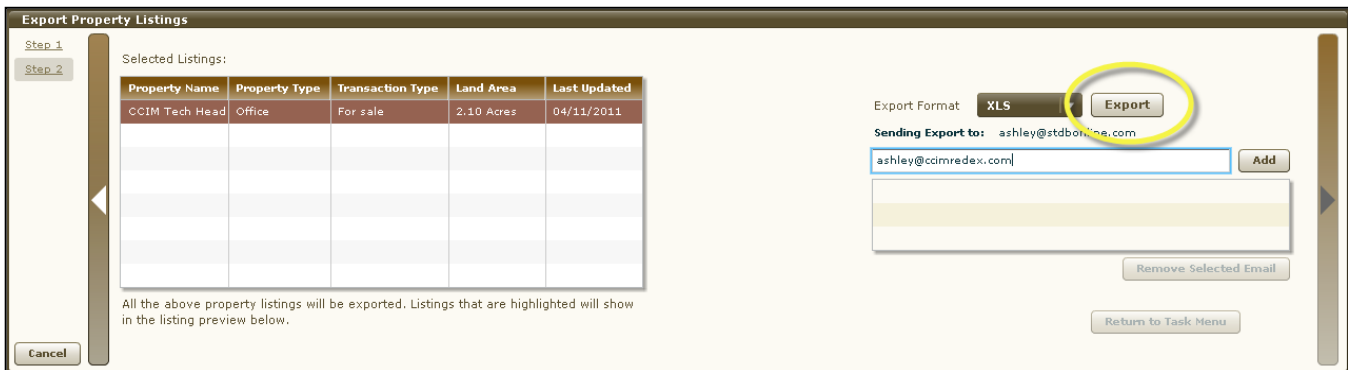 Export Property Listings
Step 1
Step 2
Selected Listings:
Property Name Property Type Transaction Type Land Area Last Updated
CCIM Tech Head Office For sale 2.10 Acres 04/11/2011
All the above property listings will be exported. Listings that are highlighted will show
in the listing preview below.
Cancel
Export Format XLS Export
Sending Export to: ashley@stdbonline.com
ashley@ccimredex.com Add
Remove Selected Email
Return to Task Menu